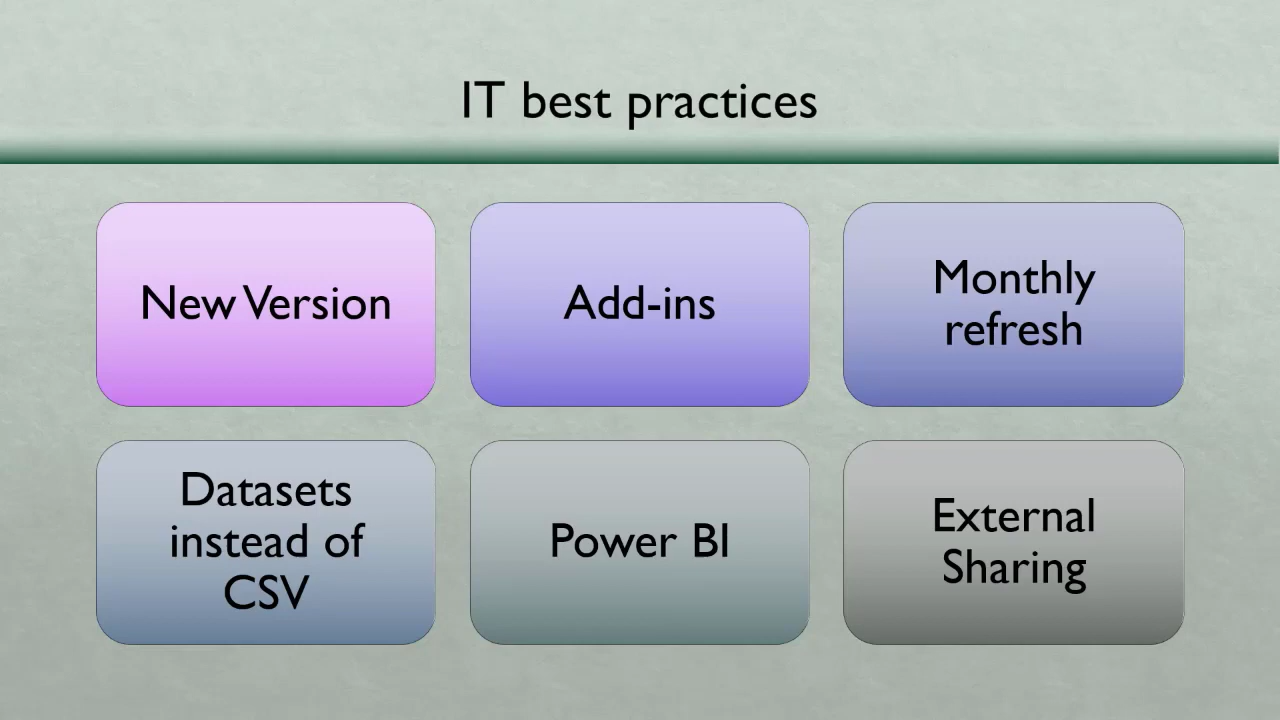 IT best practices
New Version
Add-ins
Monthly
refresh
Datasets
instead of
CSV
Power BI
External
Sharing